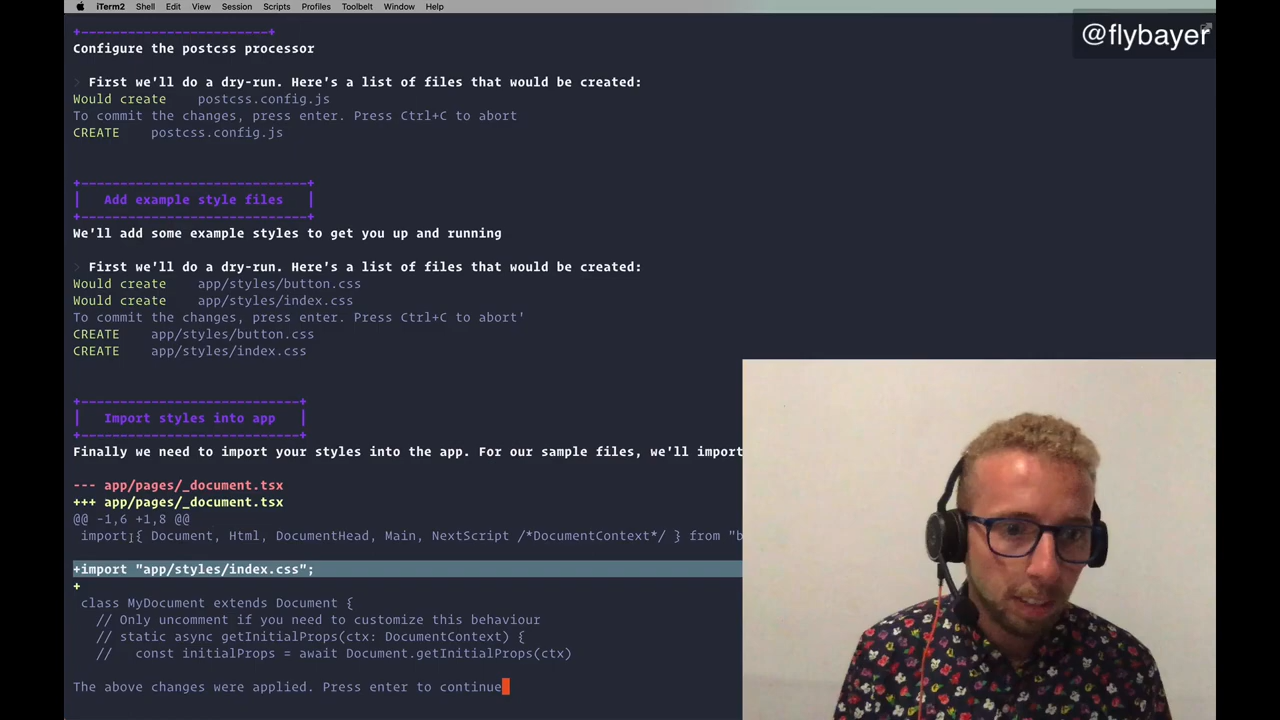 iTerm2 Shell Edit View Session Scripts Profiles Toolbelt Window Help
@flybayer
+-------------------------+
Configure the postcss processor
> First we'll do a dry-run. Here's a list of files that would be created:
Would create postcss.config.js
To commit the changes, press enter. Press Ctrl+C to abort
CREATE postcss.config.js
+-----------------------------+
| Add example style files |
+-----------------------------+
We'll add some example styles to get you up and running
> First we'll do a dry-run. Here's a list of files that would be created:
Would create app/styles/button.css
Would create app/styles/index.css
To commit the changes, press enter. Press Ctrl+C to abort'
CREATE app/styles/button.css
CREATE app/styles/index.css
+----------------------------+
| Import styles into app |
+----------------------------+
Finally we need to import your styles into the app. For our sample files, we'll import
--- app/pages/_document.tsx
+++ app/pages/_document.tsx
@@ -1,6 +1,8 @@
import { Document, Html, DocumentHead, Main, NextScript /*DocumentContext*/ } from "b
+import "app/styles/index.css";
+
class MyDocument extends Document {
// Only uncomment if you need to customize this behaviour
// static async getInitialProps(ctx: DocumentContext) {
// const initialProps = await Document.getInitialProps(ctx)
The above changes were applied. Press enter to continue